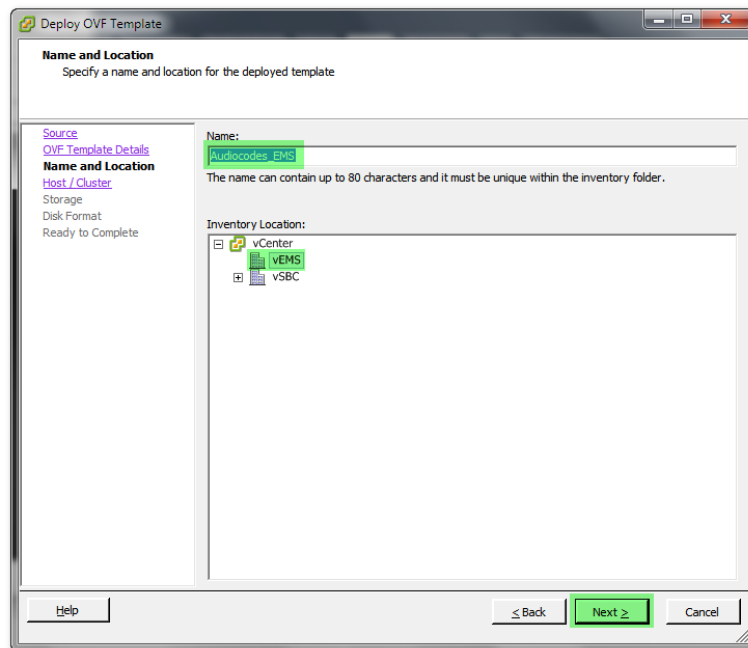 Deploy OVF Template
Name and Location
Specify a name and location for the deployed template
Source
OVF Template Details
Name and Location
Host / Cluster
Storage
Disk Format
Ready to Complete
Name:
Audiocodes_EMS
The name can contain up to 80 characters and it must be unique within the inventory folder.
Inventory Location:
vCenter
vEMS
vSBC
Help
< Back
Next >
Cancel